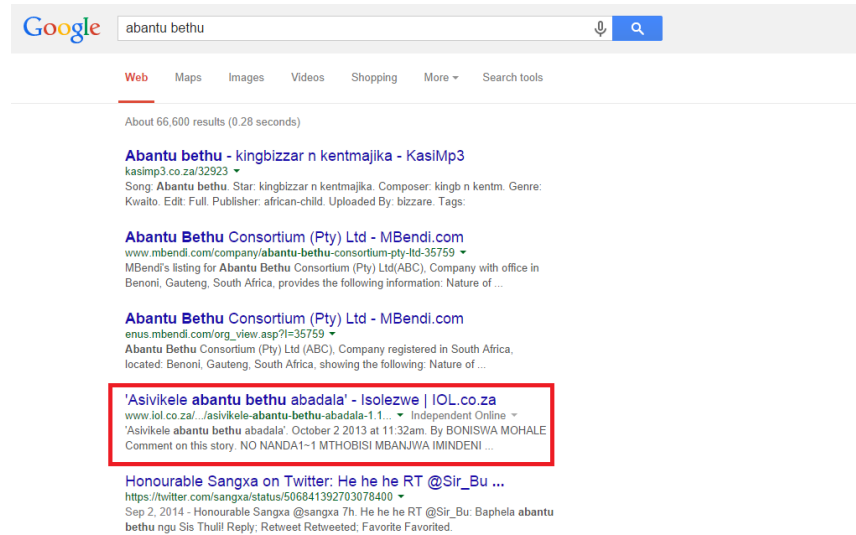 Google abantu bethu
Web Maps Images Videos Shopping More Search tools
About 66,600 results (0.28 seconds)
Abantu bethu - kingbizzar n kentmajika - KasiMp3
kasimp3.co.za/32923
Song: Abantu bethu. Star: kingbizzar n kentmajika. Composer: kingb n kentm. Genre:
Kwaito. Edit: Full. Publisher: african-child. Uploaded By: bizzare. Tags:
Abantu Bethu Consortium (Pty) Ltd - MBendi.com
www.mbendi.com/company/abantu-bethu-consortium-pty-ltd-35759
MBendi's listing for Abantu Bethu Consortium (Pty) Ltd(ABC), Company with office in
Benoni, Gauteng, South Africa, provides the following information: Nature of ...
Abantu Bethu Consortium (Pty) Ltd - MBendi.com
enus.mbendi.com/org_view.asp?l=35759
Abantu Bethu Consortium (Pty) Ltd (ABC), Company registered in South Africa,
located: Benoni, Gauteng, South Africa, showing the following: Nature of ...
'Asivikele abantu bethu abadala' - Isolezwe | IOL.co.za
www.iol.co.za/.../asivikele-abantu-bethu-abadala-1.1... Independent Online
'Asivikele abantu bethu abadala'. October 2 2013 at 11:32am. By BONISWA MOHALE
Comment on this story. NO NANDA1~1 MTHOBISI MBANJWA IMINDENI ...
Honourable Sangxa on Twitter: He he he RT @Sir_Bu ...
https://twitter.com/sangxa/status/506841392703078400
Sep 2, 2014 - Honourable Sangxa @sangxa 7h. He he he RT @Sir_Bu: Baphela abantu
bethu ngu Sis Thuli! Reply; Retweet Retweeted; Favorite Favorited.